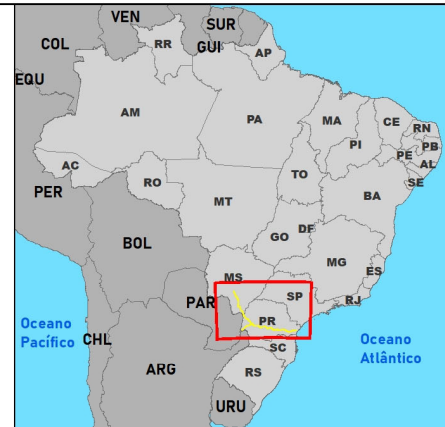 VEN
SUR
COL
RR
GUI
AP
EQU
AM
PA
MA
CE
RN
PB
PI
PE
AL
AC
TO
SE
RO
PER
MT
BA
BOL
GO
DF
MG
ES
MS
SP
RJ
PAR
PR
Oceano
Pacífico
CHL
SC
Oceano
Atlântico
ARG
RS
URU